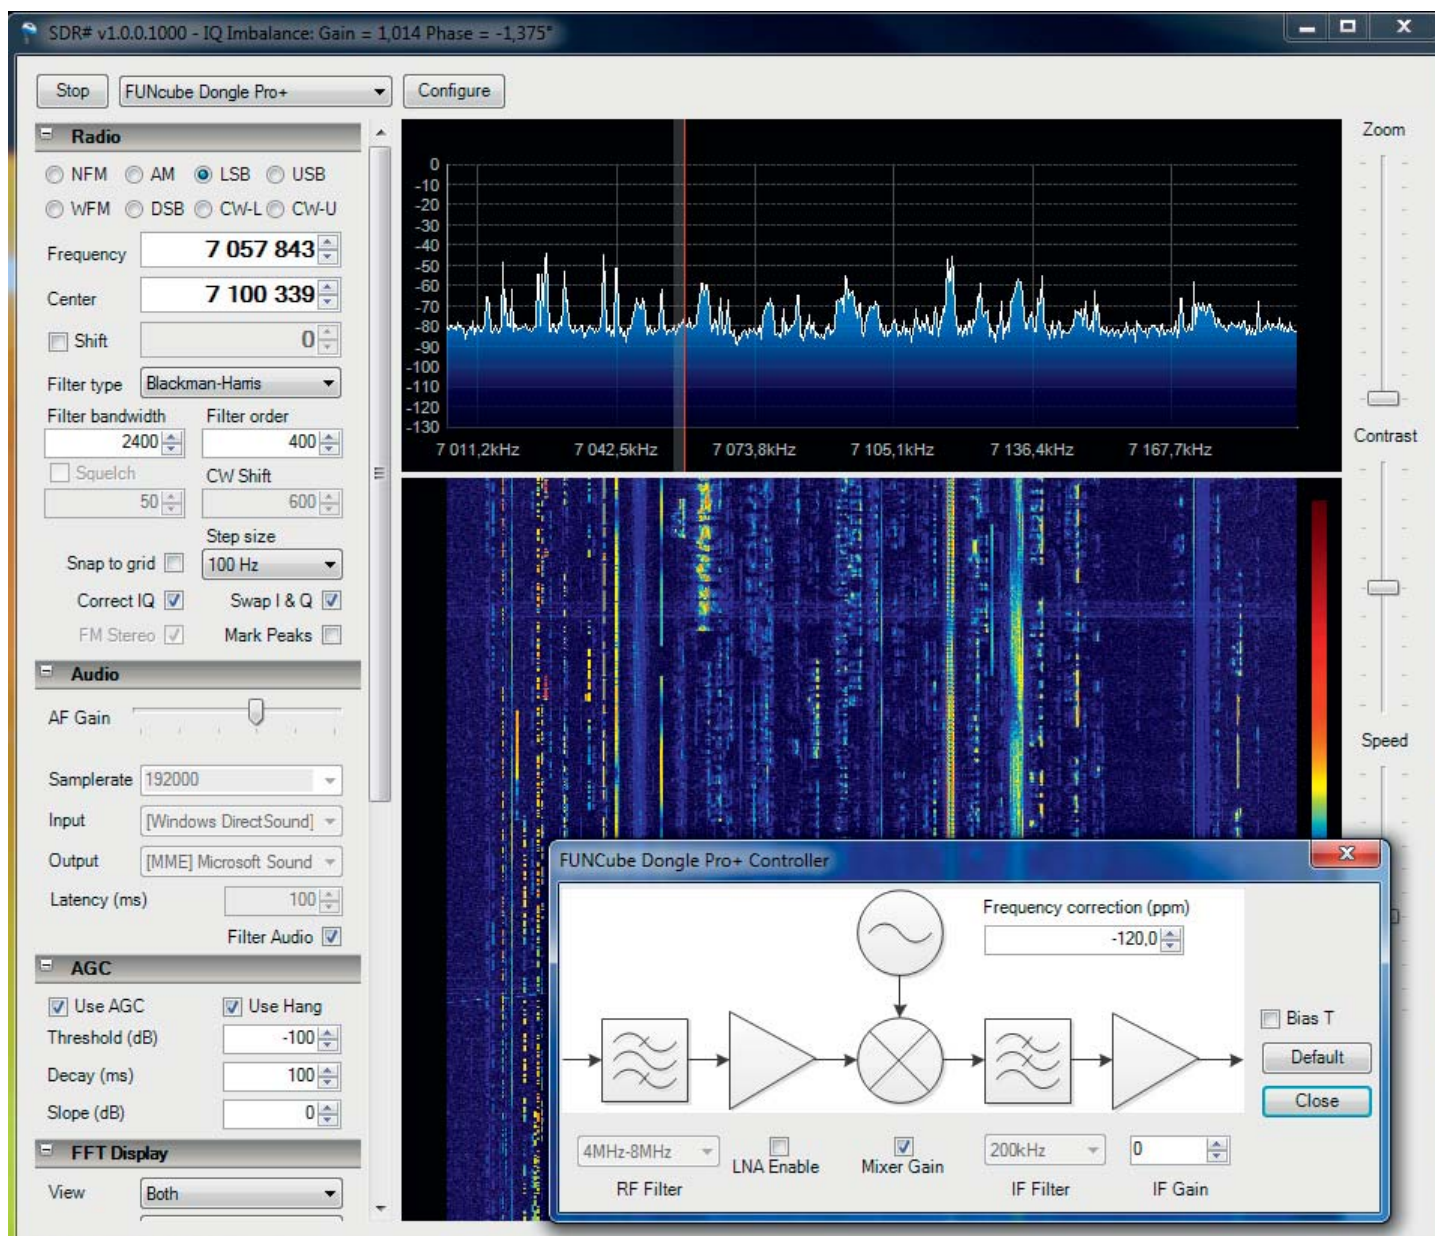 SDR# v1.0.0.1000 - IQ Imbalance: Gain = 1,014 Phase = -1,375°
Stop
FUNcube Dongle Pro+
Configure
Radio
NFM AM LSB USB
WFM DSB CW-L CW-U
Frequency 7 057 843
Center 7 100 339
Shift 0
Filter type Blackman-Harris
Filter bandwidth Filter order
2400 400
Squelch CW Shift
50 600
Step size
Snap to grid 100 Hz
Correct IQ Swap I & Q
FM Stereo Mark Peaks
Audio
AF Gain
Samplerate 192000
Input [Windows DirectSound]
Output [MME] Microsoft Sound
Latency (ms) 100
Filter Audio
AGC
Use AGC Use Hang
Threshold (dB) -100
Decay (ms) 100
Slope (dB) 0
FFT Display
View Both
0
-10
-20
-30
-40
-50
-60
-70
-80
-90
-100
-110
-120
-130
7 011,2kHz 7 042,5kHz 7 073,8kHz 7 105,1kHz 7 136,4kHz 7 167,7kHz
Zoom
Contrast
Speed
FUNCube Dongle Pro+ Controller
Frequency correction (ppm)
-120,0
Bias T
Default
Close
4MHz-8MHz
RF Filter
LNA Enable
Mixer Gain
200kHz
IF Filter
0
IF Gain